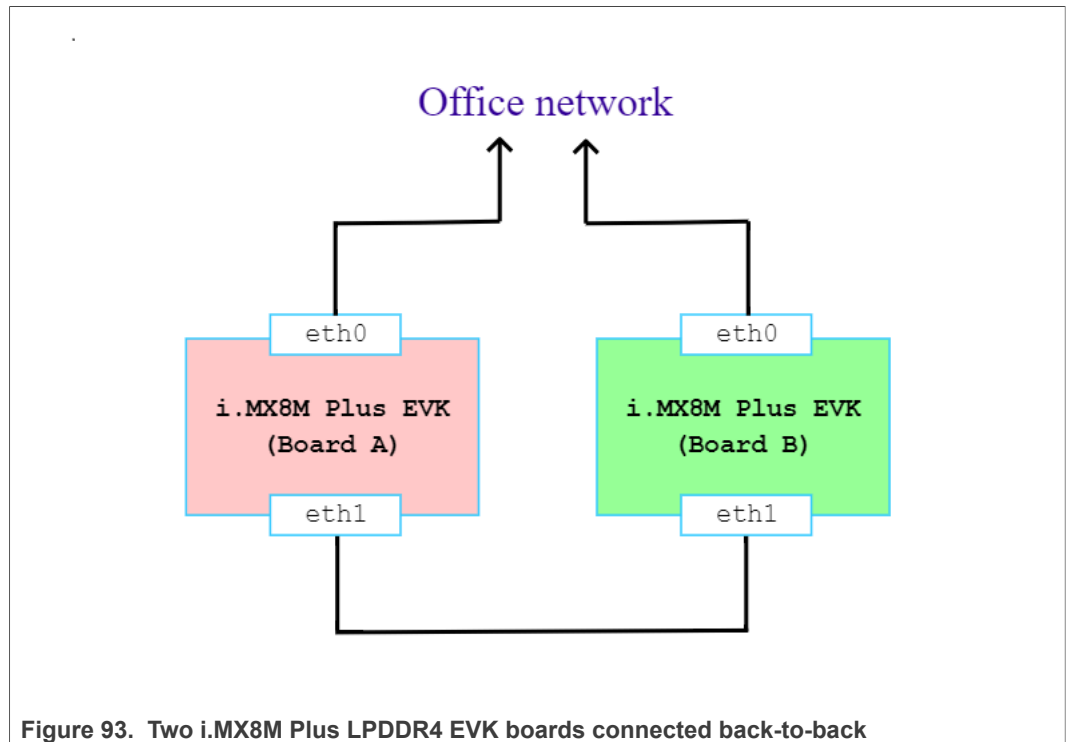 Office network
eth0
eth0
i.MX8M Plus EVK
(Board A)
i.MX8M Plus EVK
(Board B)
eth1
eth1
Figure 93. Two i.MX8M Plus LPDDR4 EVK boards connected back-to-back